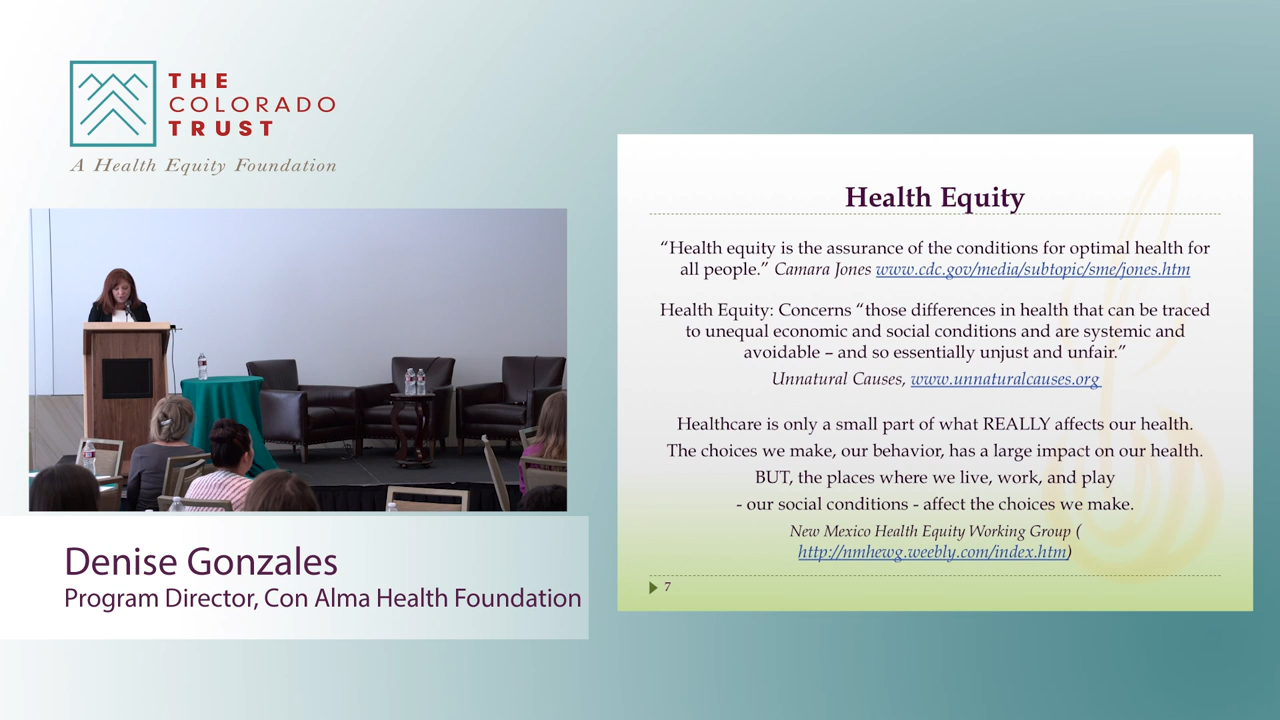 THE
COLORADO
TRUST
A Health Equity Foundation
Denise Gonzales
Program Director, Con Alma Health Foundation
Health Equity
“Health equity is the assurance of the conditions for optimal health for
all people.” Camara Jones www.cdc.gov/media/subtopic/sme/jones.htm
Health Equity: Concerns “those differences in health that can be traced
to unequal economic and social conditions and are systemic and
avoidable – and so essentially unjust and unfair.”
Unnatural Causes, www.unnaturalcauses.org
Healthcare is only a small part of what REALLY affects our health.
The choices we make, our behavior, has a large impact on our health.
BUT, the places where we live, work, and play
- our social conditions - affect the choices we make.
New Mexico Health Equity Working Group (
http://nmhewg.weebly.com/index.htm)
7